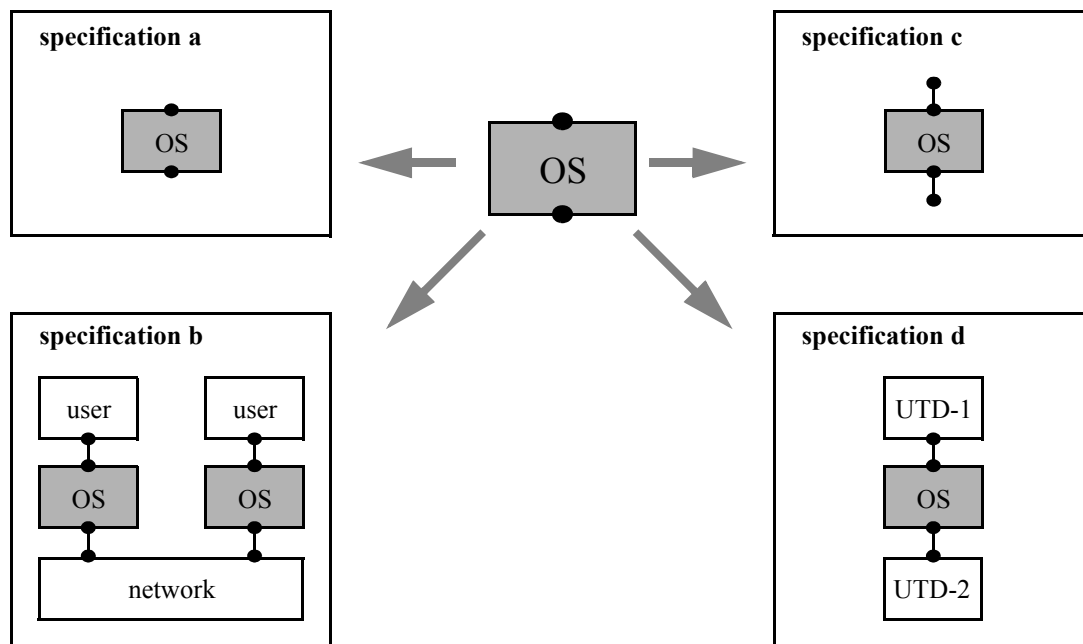 specification a
OS
OS
specification c
OS
specification b
user
user
OS
OS
network
specification d
UTD-1
OS
UTD-2